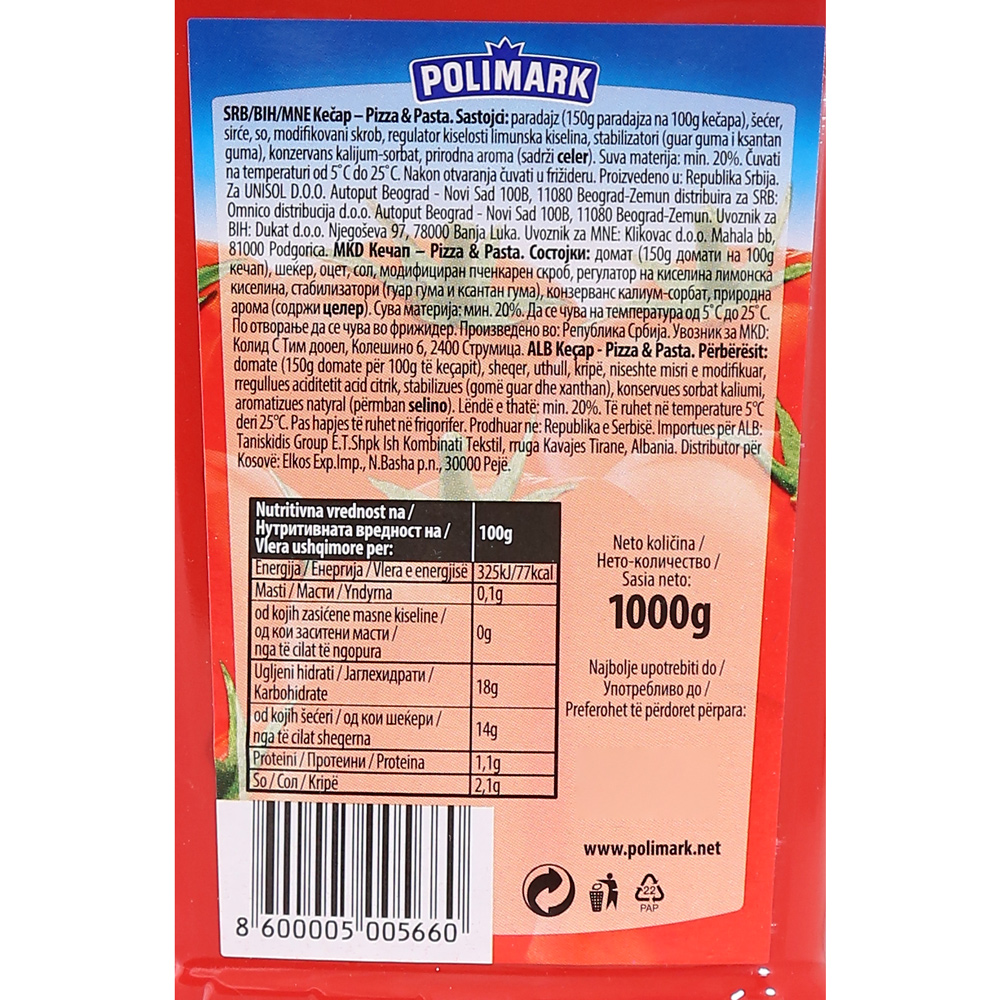 POLIMARK
SRB/BIH/MNE Kečap – Pizza & Pasta. Sastojci: paradajz (150g paradajza na 100g kečapa), šećer,
sirće, so, modifikovani skrob, regulator kiselosti limunska kiselina, stabilizatori (guar guma i ksantan
guma), konzervans kalijum-sorbat, prirodna aroma (sadrži celer). Suva materija: min. 20%. Čuvati
na temperaturi od 5˚C do 25˚C. Nakon otvaranja čuvati u frižideru. Proizvedeno u: Republika Srbija.
Za UNISOL D.O.O. Autoput Beograd - Novi Sad 100B, 11080 Beograd-Zemun distribuira za SRB:
Omnico distribucija d.o.o. Autoput Beograd - Novi Sad 100B, 11080 Beograd-Zemun. Uvoznik za
BIH: Dukat d.o.o. Njegoševa 97, 78000 Banja Luka. Uvoznik za MNE: Klikovac d.o.o. Mahala bb,
81000 Podgorica. MKD Кечап – Pizza & Pasta. Состојки: домат (150g домати на 100g
кечап), шеќер, оцет, сол, модифициран пченкарен скроб, регулатор на киселина лимонска
киселина, стабилизатори (гуар гума и ксантан гума), конзерванс калиум-сорбат, природна
арома (содржи целер). Сува материја: мин. 20%. Да се чува на температура од 5˚C до 25˚C.
По отворање да се чува во фрижидер. Произведено во: Република Србија. Увозник за MKD:
Колид С Тим дооел, Колешино 6, 2400 Струмица. ALB Keçap - Pizza & Pasta. Përbërësit:
domate (150g domate për 100g të keçapit), sheqer, uthull, kripë, niseshte misri e modifikuar,
rregullues aciditetit acid citrik, stabilizues (gomë guar dhe xanthan), konservues sorbat kaliumi,
aromatizues natyral (përmban selino). Lëndë e thatë: min. 20%. Të ruhet në temperature 5°C
deri 25°C. Pas hapjes të ruhet në frigorifer. Prodhuar ne: Republika e Serbisë. Importues për ALB:
Taniskidis Group E.T.Shpk Ish Kombinati Tekstil, rruga Kavajes Tirane, Albania. Distributor për
Kosovë: Elkos Exp.Imp., N.Basha p.n., 30000 Pejë.
Nutritivna vrednost na /
Нутритивната вредност на / 100g
Vlera ushqimore per:
Energija / Енергија / Vlera e energjisë 325kJ/77kcal
Masti / Масти / Yndyrna 0,1g
od kojih zasićene masne kiseline /
од кои заситени масти / 0g
nga të cilat të ngopura
Ugljeni hidrati / Јаглехидрати /
Karbohidrate 18g
od kojih šećeri / од кои шеќери /
nga të cilat sheqerna 14g
Proteini / Протеини / Proteina 1,1g
So / Сол / Kripë 2,1g
Neto količina /
Нето-количество /
Sasia neto:
1000g
Najbolje upotrebiti do /
Употребливо до /
Preferohet të përdoret përpara:
www.polimark.net
22
PAP
8 600005 005660